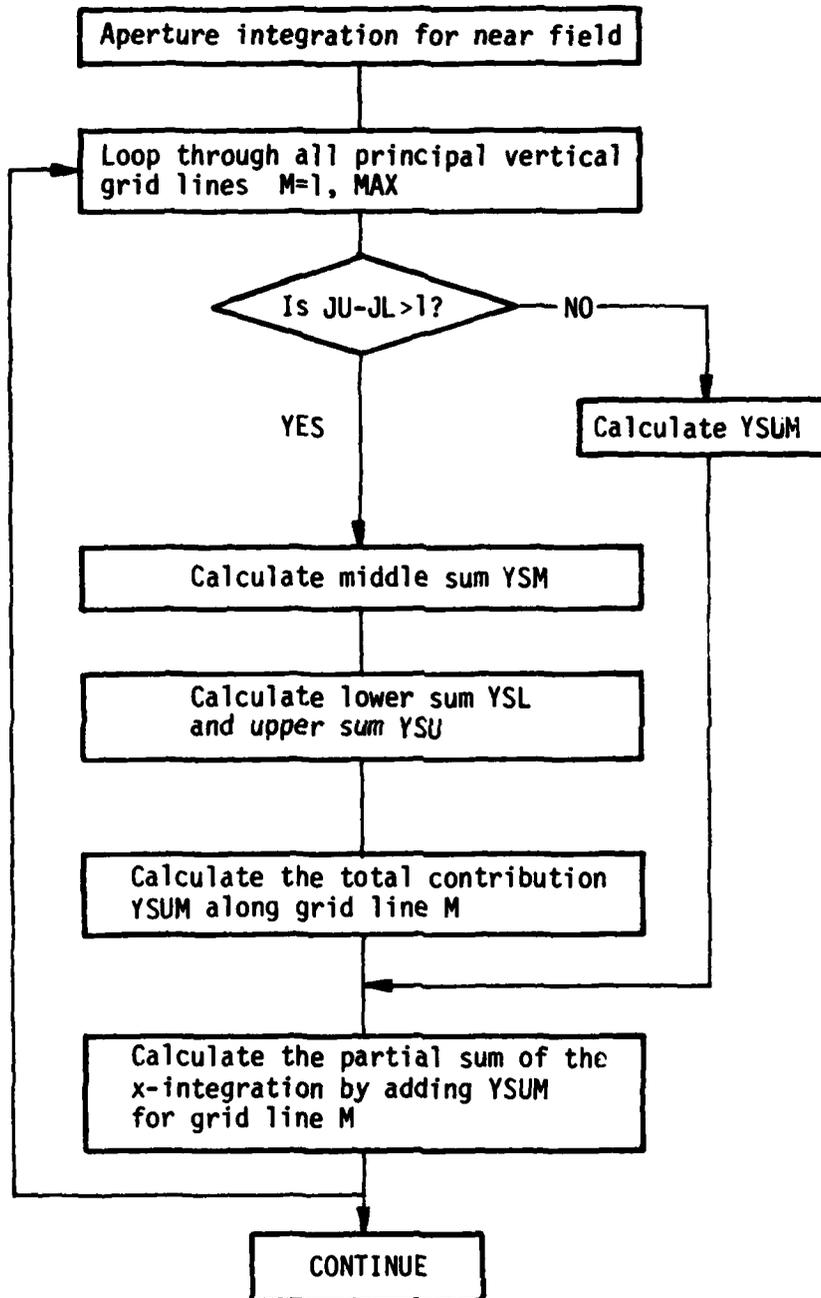 Aperture integration for near field
Loop through all principal vertical
grid lines M=1, MAX
Is JU-JL>1?
NO
YES
Calculate YSUM
Calculate middle sum YSM
Calculate lower sum YSL
and upper sum YSU
Calculate the total contribution
YSUM along grid line M
Calculate the partial sum of the
x-integration by adding YSUM
for grid line M
CONTINUE